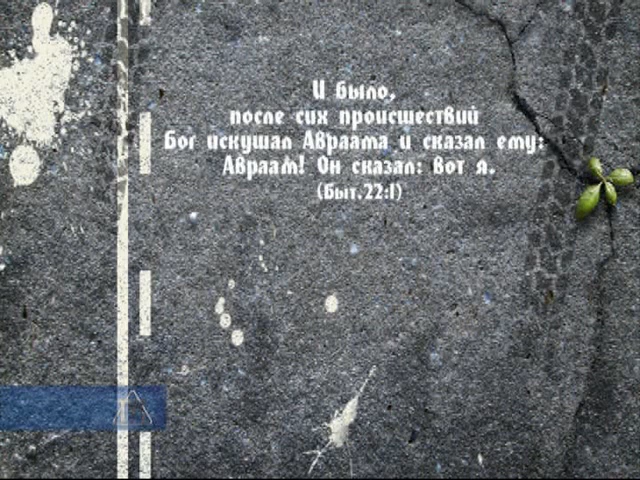 И было,
после сих происшествий
Бог искушал Авраама и сказал ему:
Авраам! Он сказал: вот я.
(Быт.22:1)